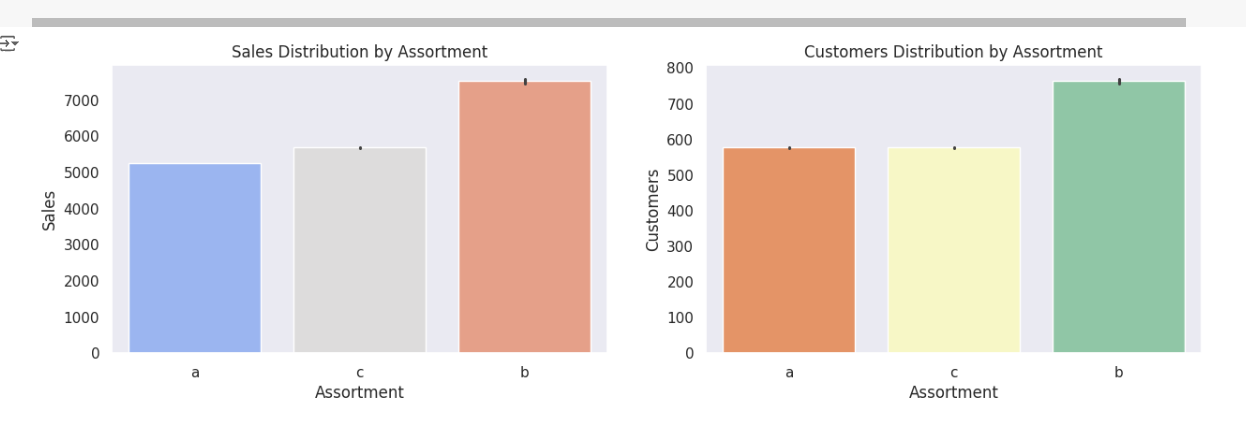 Sales Distribution by Assortment
7000
6000
5000
4000
3000
2000
1000
0
Sales
a c b
Assortment
Customers Distribution by Assortment
800
700
600
500
400
300
200
100
0
Customers
a c b
Assortment